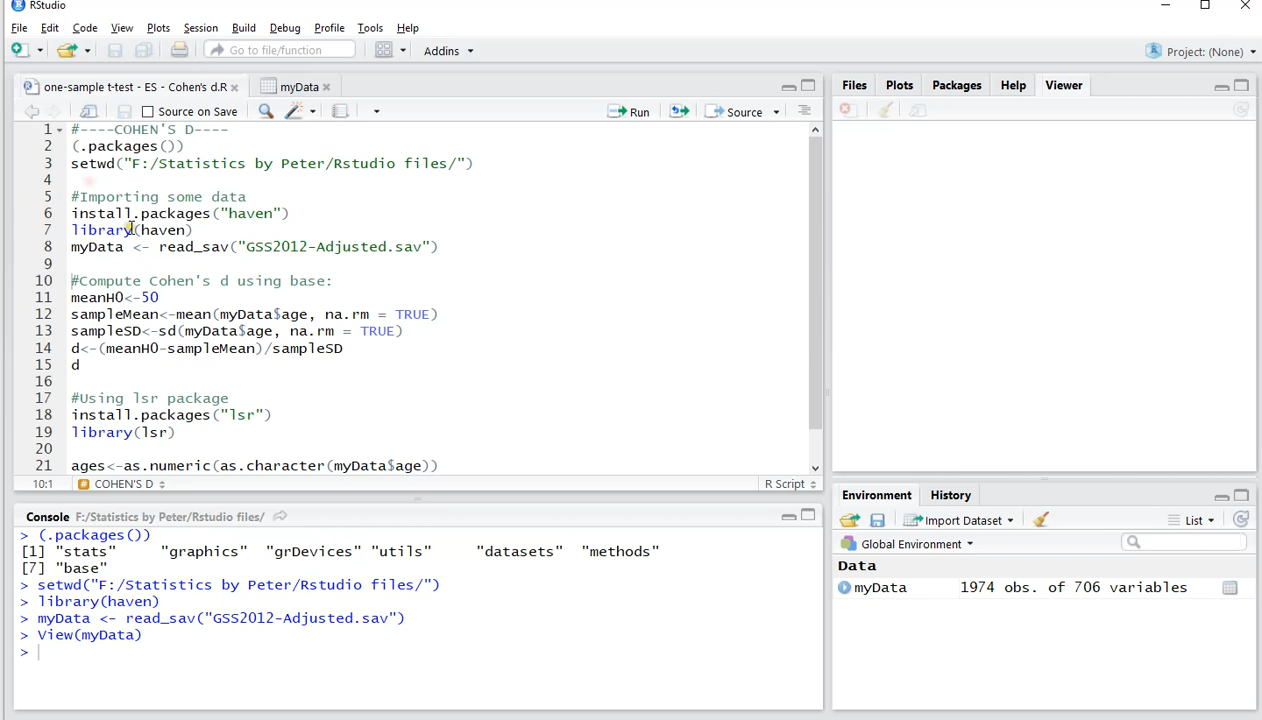 RStudio
File Edit Code View Plots Session Build Debug Profile Tools Help
Go to file/function Addins Project: (None)
one-sample t-test - ES - Cohen's d.R myData
Source on Save Run Source
1 #----COHEN'S D----
2 (.packages())
3 setwd("F:/Statistics by Peter/Rstudio files/")
4
5 #Importing some data
6 install.packages("haven")
7 library(haven)
8 myData <- read_sav("GSS2012-Adjusted.sav")
9
10 #Compute Cohen's d using base:
11 meanH0<-50
12 sampleMean<-mean(myData$age, na.rm = TRUE)
13 sampleSD<-sd(myData$age, na.rm = TRUE)
14 d<-(meanH0-sampleMean)/sampleSD
15 d
16
17 #Using lsr package
18 install.packages("lsr")
19 library(lsr)
20
21 ages<-as.numeric(as.character(myData$age))
10:1 # COHEN'S D R Script
Console F:/Statistics by Peter/Rstudio files/
> (.packages())
[1] "stats" "graphics" "grDevices" "utils" "datasets" "methods"
[7] "base"
> setwd("F:/Statistics by Peter/Rstudio files/")
> library(haven)
> myData <- read_sav("GSS2012-Adjusted.sav")
> View(myData)
>
Files Plots Packages Help Viewer
Environment History
Import Dataset List
Global Environment
Data
myData 1974 obs. of 706 variables